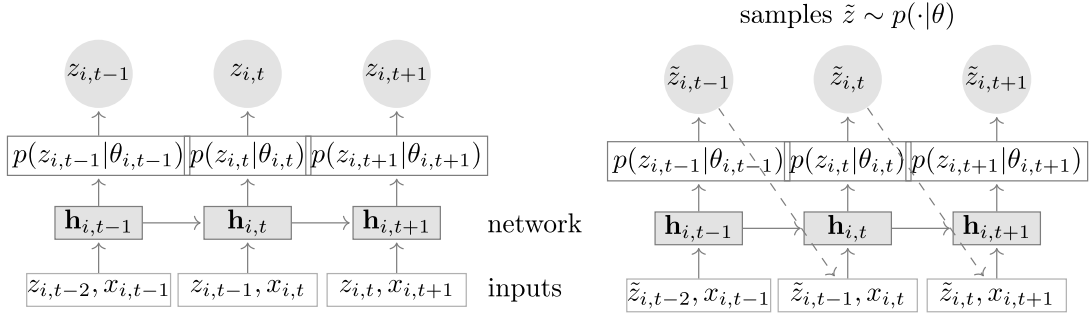 samples z̃ ∼ p(·|θ)
z_{i,t−1} z_{i,t} z_{i,t+1}
p(z_{i,t−1}|θ_{i,t−1}) p(z_{i,t}|θ_{i,t}) p(z_{i,t+1}|θ_{i,t+1})
h_{i,t−1} h_{i,t} h_{i,t+1} network
z_{i,t−2}, x_{i,t−1} z_{i,t−1}, x_{i,t} z_{i,t}, x_{i,t+1} inputs
z̃_{i,t−1} z̃_{i,t} z̃_{i,t+1}
p(z_{i,t−1}|θ_{i,t−1}) p(z_{i,t}|θ_{i,t}) p(z_{i,t+1}|θ_{i,t+1})
h_{i,t−1} h_{i,t} h_{i,t+1}
z̃_{i,t−2}, x_{i,t−1} z̃_{i,t−1}, x_{i,t} z̃_{i,t}, x_{i,t+1}